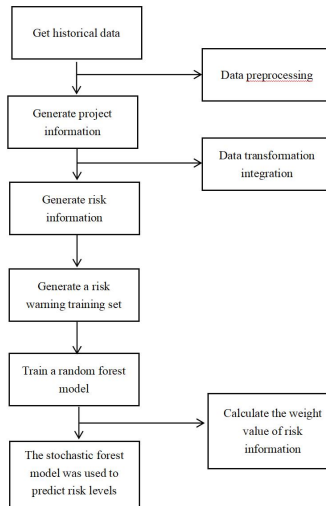 Get historical data
Data preprocessing
Generate project
information
Data transformation
integration
Generate risk
information
Generate a risk
warning training set
Train a random forest
model
Calculate the weight
value of risk
information
The stochastic forest
model was used to
predict risk levels